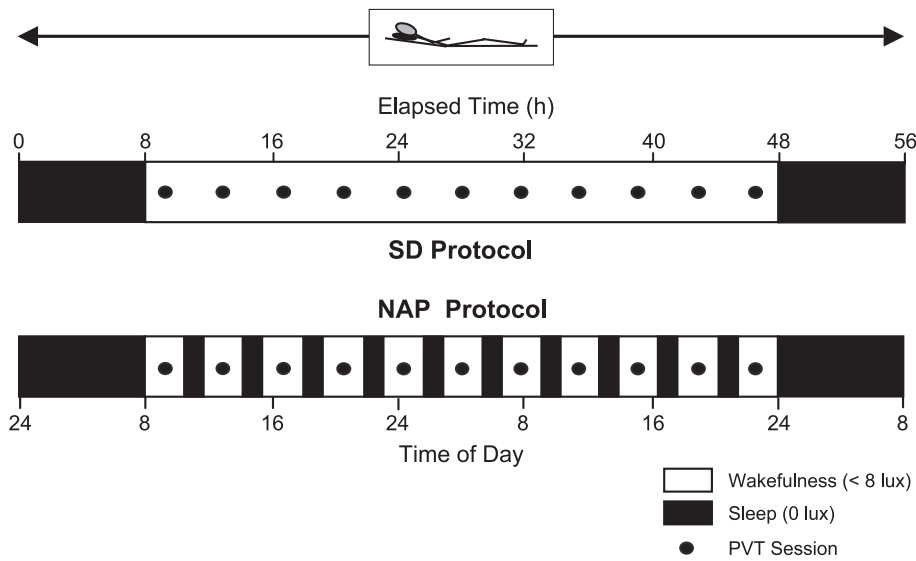 Elapsed Time (h)
0 8 16 24 32 40 48 56
SD Protocol
NAP Protocol
24 8 16 24 8 16 24 8
Time of Day
Wakefulness (< 8 lux)
Sleep (0 lux)
PVT Session